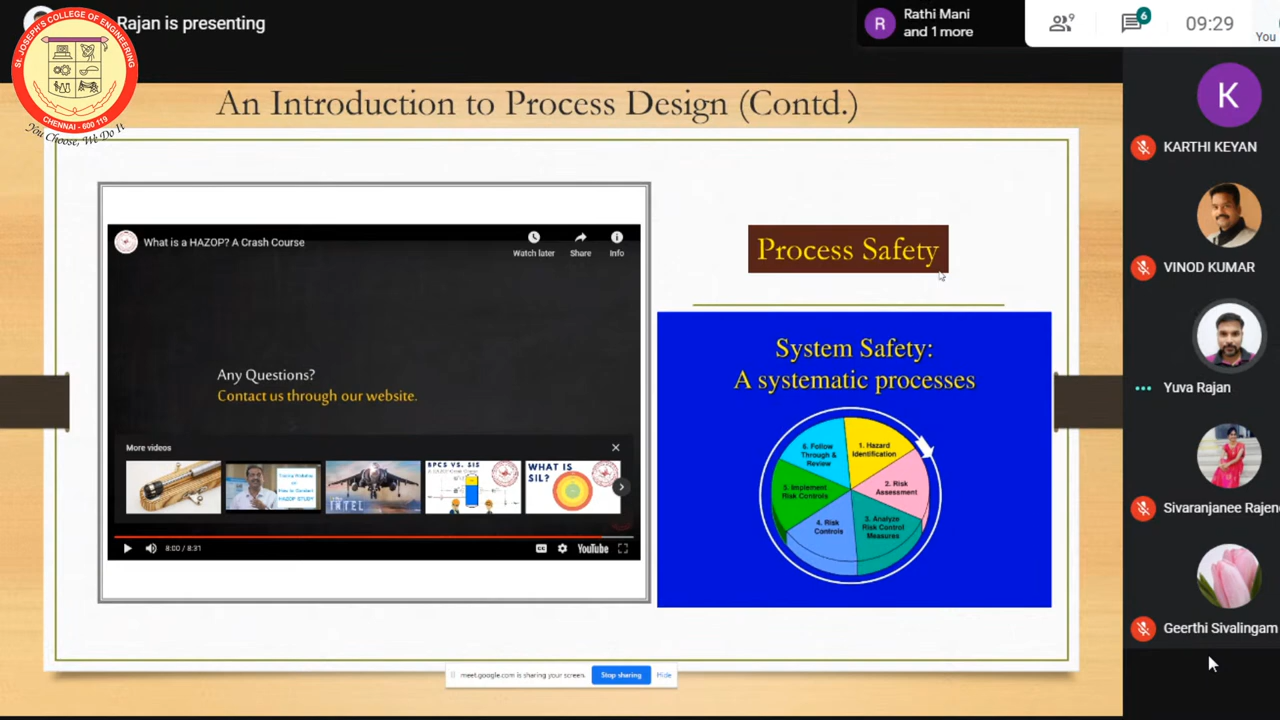 Rajan is presenting
Rathi Mani
and 1 more
R
9
6
09:29
You
ST. JOSEPH'S COLLEGE OF ENGINEERING
CHENNAI - 600 119
You Choose, We Do It
An Introduction to Process Design (Contd.)
What is a HAZOP? A Crash Course
Watch later
Share
Info
Any Questions?
Contact us through our website.
More videos
INTEL
BPCS VS. SIS
WHAT IS
SIL?
8:00 / 8:31
CC
YouTube
Process Safety
System Safety:
A systematic processes
1. Hazard
Identification
2. Risk
Assessment
3. Analyze
Risk Control
Measures
4. Risk
Controls
5. Implement
Risk Controls
6. Follow
Through &
Review
meet.google.com is sharing your screen.
Stop sharing
Hide
K
KARTHI KEYAN
VINOD KUMAR
Yuva Rajan
Sivaranjanee Rajen
Geerthi Sivalingam